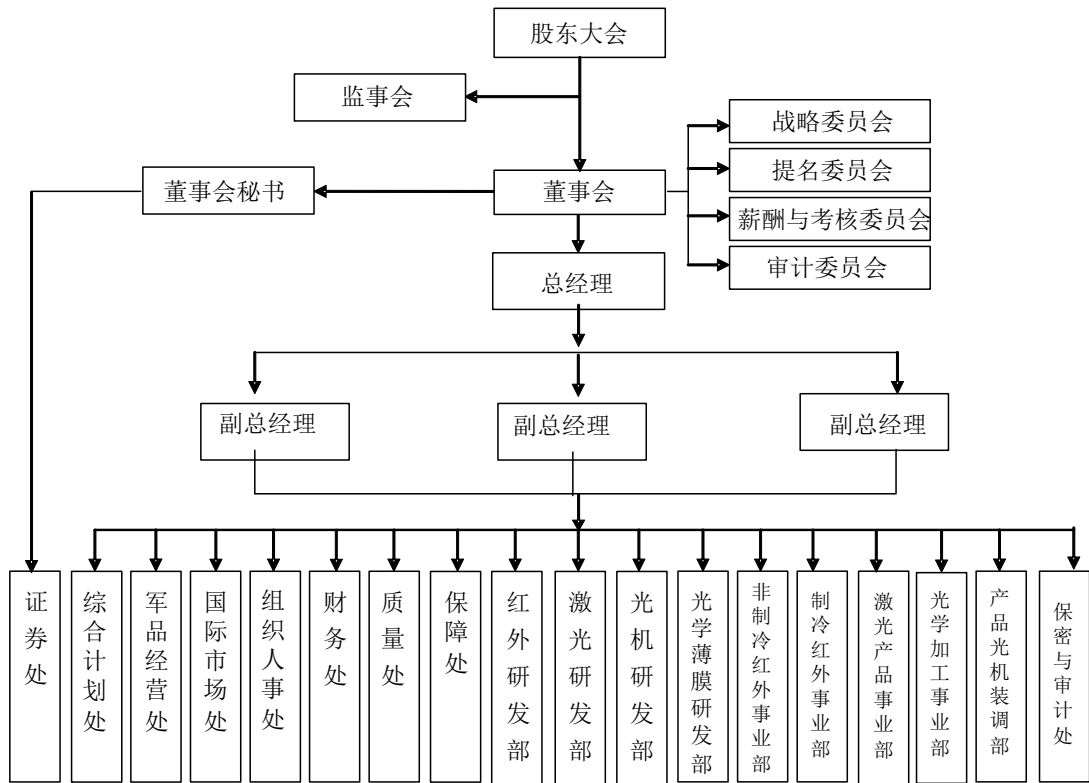 股东大会
监事会
战略委员会
提名委员会
董事会秘书
董事会
薪酬与考核委员会
审计委员会
总经理
副总经理
副总经理
副总经理
证券处
综合计划处
军品经营处
国际市场处
组织人事处
财务处
质量处
保障处
红外研发部
激光研发部
光机研发部
光学薄膜研发部
非制冷红外事业部
制冷红外事业部
激光产品事业部
光学加工事业部
产品光机装调部
保密与审计处